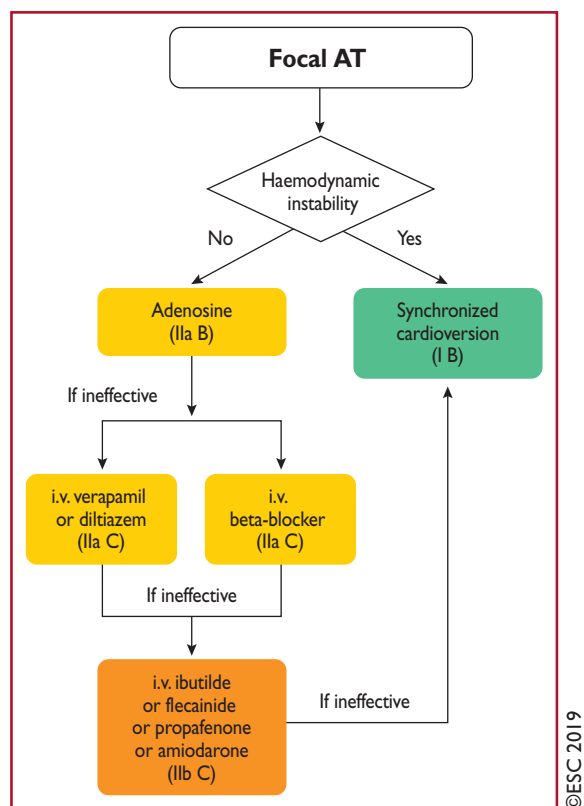 Focal AT
Haemodynamic
instability
No
Yes
Adenosine
(IIa B)
Synchronized
cardioversion
(I B)
If ineffective
i.v. verapamil
or diltiazem
(IIa C)
i.v.
beta-blocker
(IIa C)
If ineffective
i.v. ibutilde
or flecainide
or propafenone
or amiodarone
(IIb C)
If ineffective
©ESC 2019